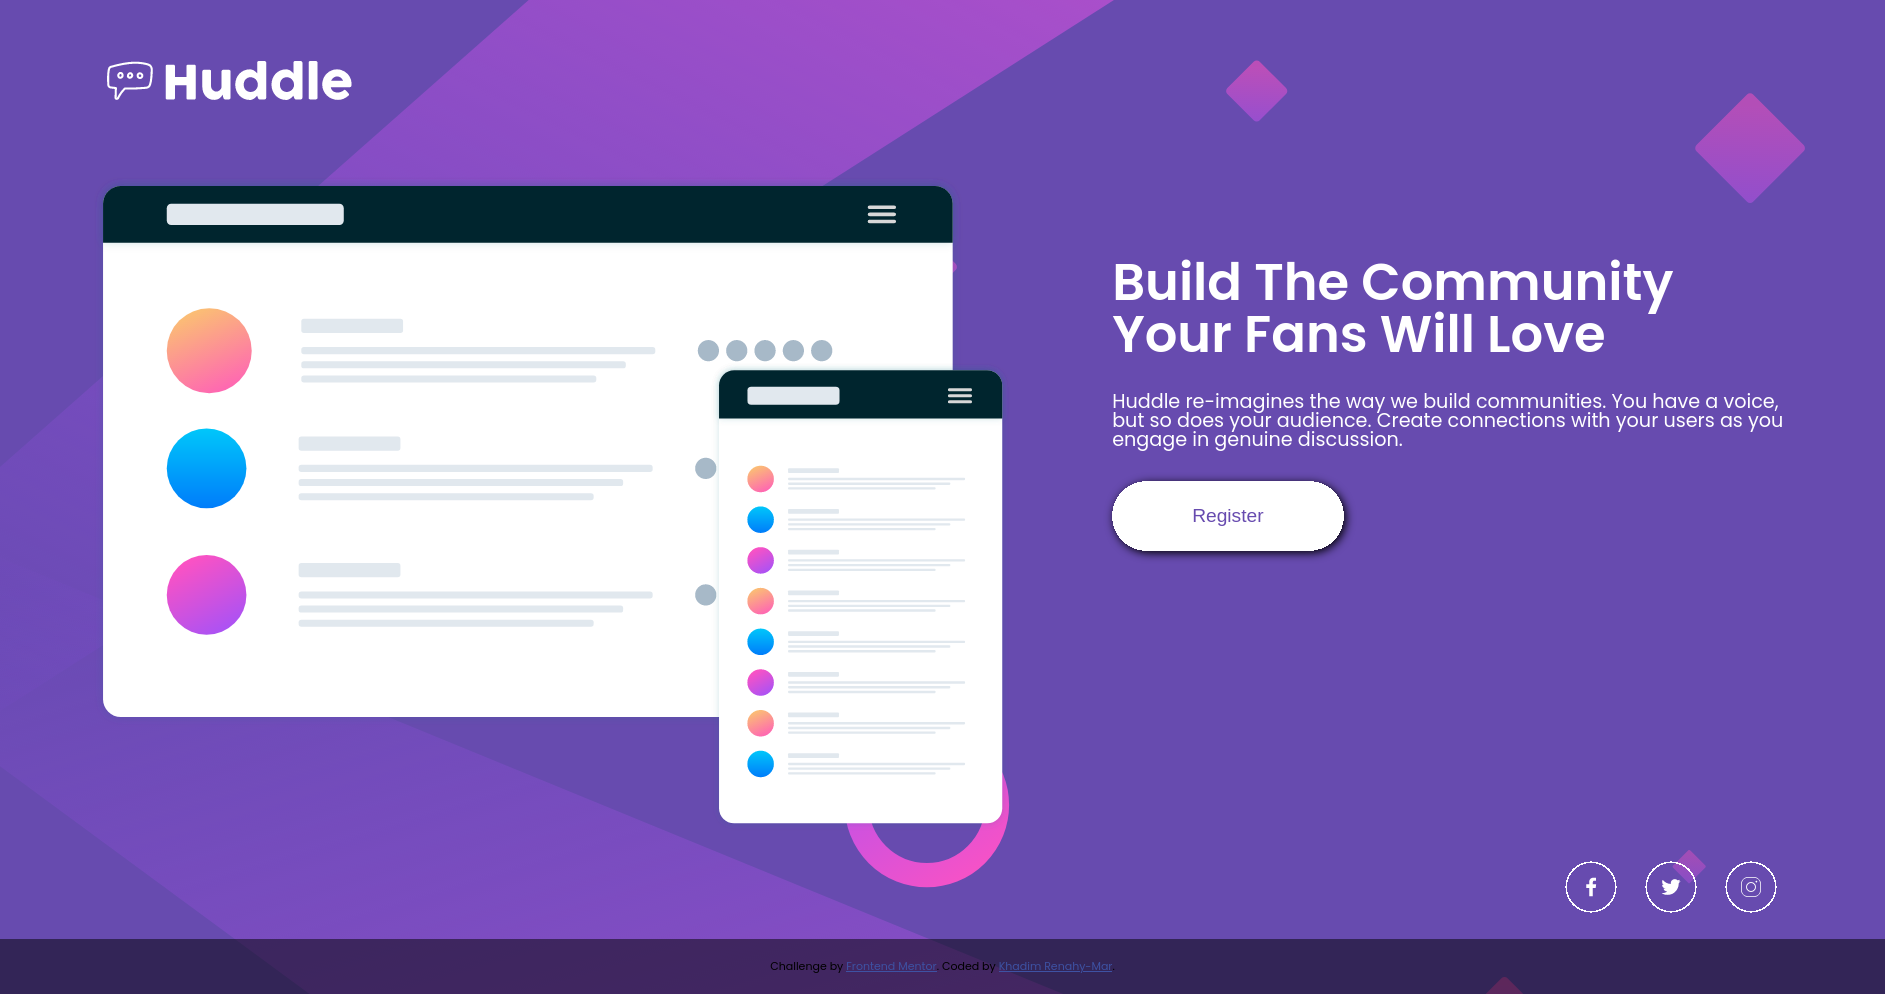 Huddle
Build The Community
Your Fans Will Love
Huddle re-imagines the way we build communities. You have a voice,
but so does your audience. Create connections with your users as you
engage in genuine discussion.
Register
Challenge by Frontend Mentor. Coded by Khadim Renahy-Mar.